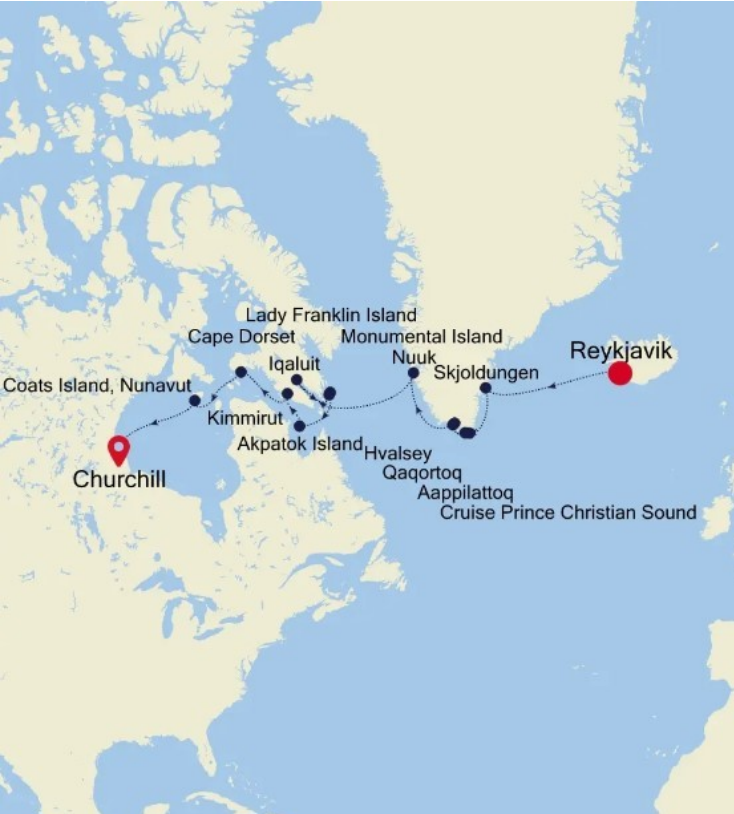 Lady Franklin Island
Cape Dorset
Monumental Island
Reykjavik
Nuuk
Iqaluit
Skjoldungen
Coats Island, Nunavut
Kimmirut
Akpatok Island
Hvalsey
Churchill
Qaqortoq
Aappilattoq
Cruise Prince Christian Sound